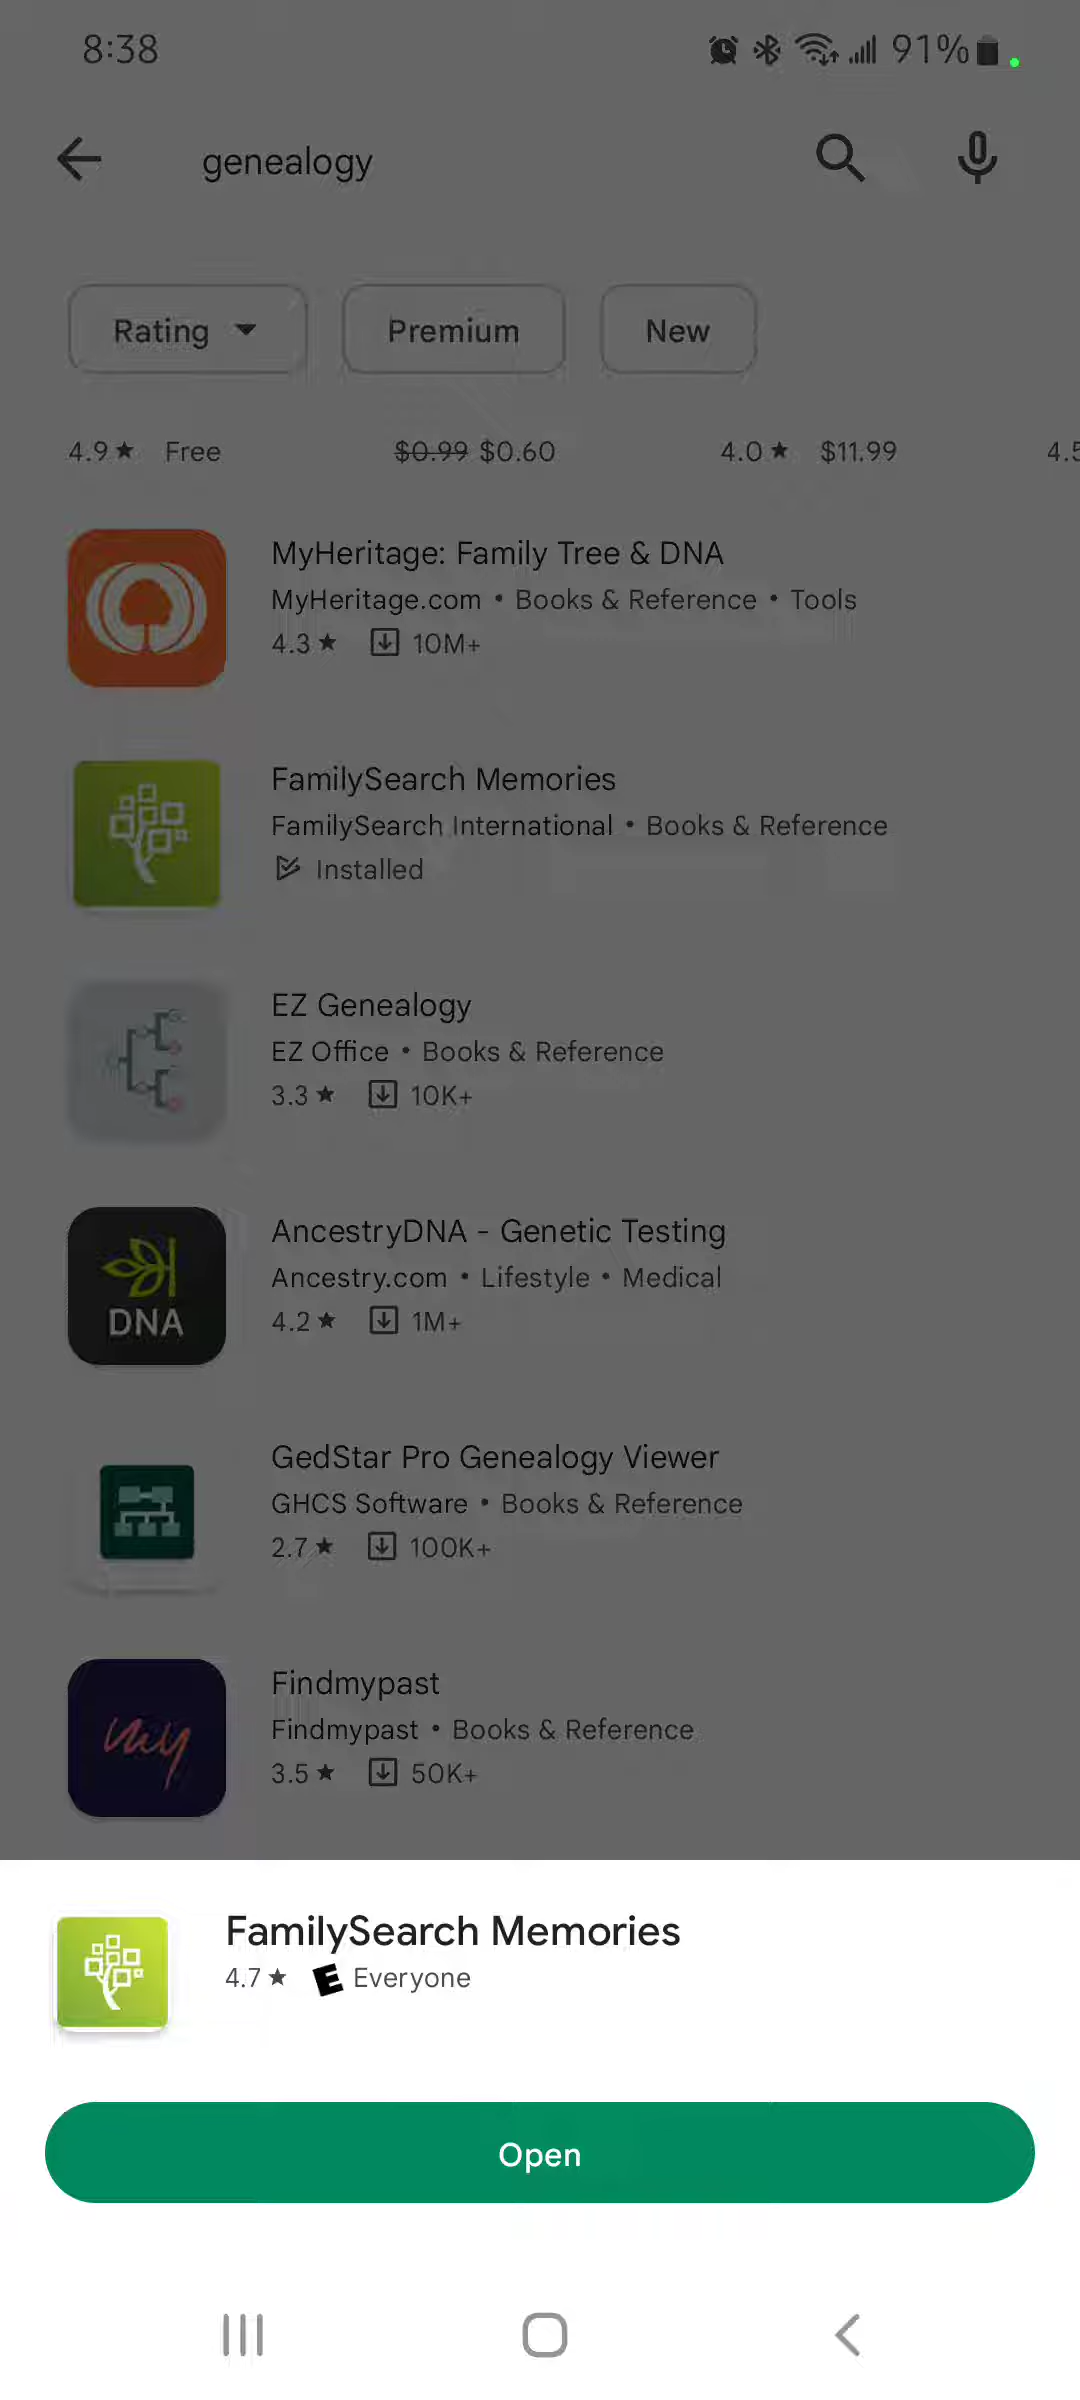 8:38 91%
genealogy
Rating Premium New
4.9★ Free $0.99 $0.60 4.0★ $11.99 4.5
MyHeritage: Family Tree & DNA
MyHeritage.com • Books & Reference • Tools
4.3★ 10M+
FamilySearch Memories
FamilySearch International • Books & Reference
Installed
EZ Genealogy
EZ Office • Books & Reference
3.3★ 10K+
DNA
AncestryDNA - Genetic Testing
Ancestry.com • Lifestyle • Medical
4.2★ 1M+
GedStar Pro Genealogy Viewer
GHCS Software • Books & Reference
2.7★ 100K+
my
Findmypast
Findmypast • Books & Reference
3.5★ 50K+
FamilySearch Memories
4.7★ E Everyone
Open